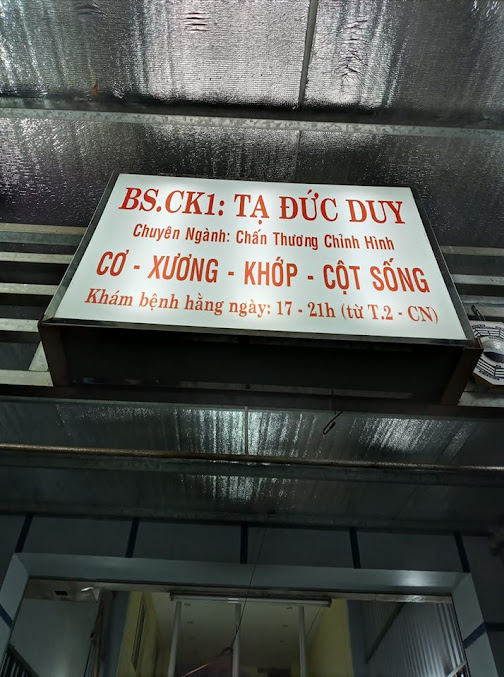 BS.CK1: TẠ ĐỨC DUY
Chuyên Ngành: Chấn Thương Chỉnh Hình
CƠ - XƯƠNG - KHỚP - CỘT SỐNG
Khám bệnh hằng ngày: 17 - 21h (từ T.2 - CN)